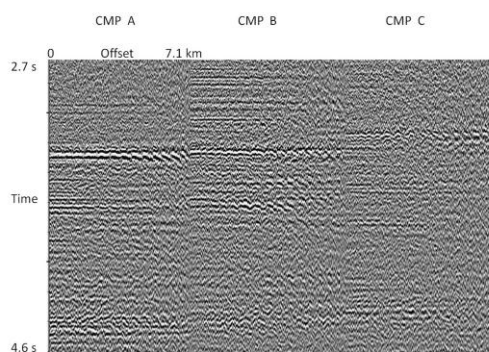 CMP A CMP B CMP C
0 Offset 7.1 km
2.7 s
Time
4.6 s